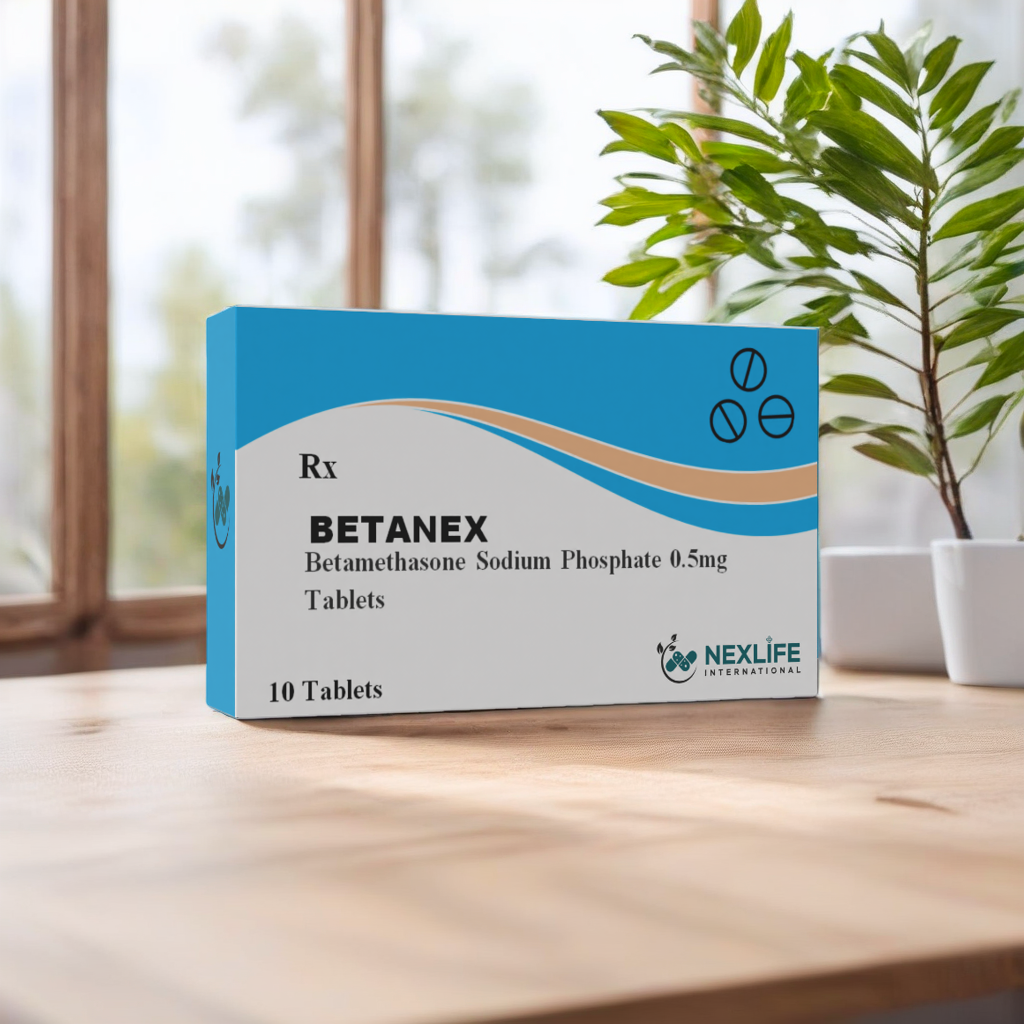 Rx
BETANEX
Betamethasone Sodium Phosphate 0.5mg
Tablets
10 Tablets
NEXLIFE
INTERNATIONAL